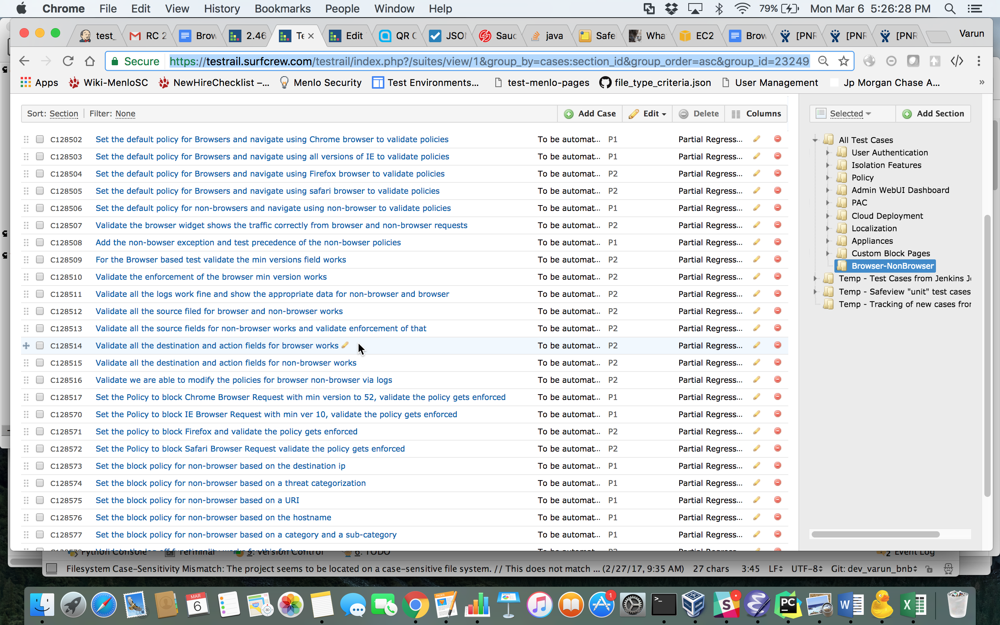 Chrome File Edit View History Bookmarks People Window Help 79% Mon Mar 6 5:26:28 PM
test_ RC 2 Brow 2.46 Te Edit QR C JSO Sauc java Safe Wha EC2 Brow [PNR [PNR [PNR Varun
Secure https://testrail.surfcrew.com/testrail/index.php?/suites/view/1&group_by=cases:section_id&group_order=asc&group_id=23249
Apps Wiki-MenloSC NewHireChecklist –... Menlo Security Test Environments... test-menlo-pages file_type_criteria.json User Management Jp Morgan Chase A... »
Sort: Section Filter: None Add Case Edit Delete Columns
C128502 Set the default policy for Browsers and navigate using Chrome browser to validate policies To be automat... P1 Partial Regress...
C128503 Set the default policy for Browsers and navigate using all versions of IE to validate policies To be automat... P1 Partial Regress...
C128504 Set the default policy for Browsers and navigate using Firefox browser to validate policies To be automat... P2 Partial Regress...
C128505 Set the default policy for Browsers and navigate using safari browser to validate policies To be automat... P2 Partial Regress...
C128506 Set the default policy for non-browsers and navigate using non-browser to validate policies To be automat... P1 Partial Regress...
C128507 Validate the browser widget shows the traffic correctly from browser and non-browser requests To be automat... P2 Partial Regress...
C128508 Add the non-bowser exception and test precedence of the non-bowser policies To be automat... P1 Partial Regress...
C128509 For the Browser based test validate the min versions field works To be automat... P2 Partial Regress...
C128510 Validate the enforcement of the browser min version works To be automat... P2 Partial Regress...
C128511 Validate all the logs work fine and show the appropriate data for non-browser and browser To be automat... P2 Partial Regress...
C128512 Validate all the source filed for browser and non-browser works To be automat... P2 Partial Regress...
C128513 Validate all the source fields for non-browser works and validate enforcement of that To be automat... P2 Partial Regress...
C128514 Validate all the destination and action fields for browser works To be automat... P2 Partial Regress...
C128515 Validate all the destination and action fields for non-browser works To be automat... P2 Partial Regress...
C128516 Validate we are able to modify the policies for browser non-browser via logs To be automat... P2 Partial Regress...
C128517 Set the Policy to block Chrome Browser Request with min version to 52, validate the policy gets enforced To be automat... P1 Partial Regress...
C128570 Set the Policy to block IE Browser Request with min ver 10, validate the policy gets enforced To be automat... P1 Partial Regress...
C128571 Set the policy to block Firefox and validate the policy gets enforced To be automat... P2 Partial Regress...
C128572 Set the Policy to block Safari Browser Request validate the policy gets enforced To be automat... P2 Partial Regress...
C128573 Set the block policy for non-browser based on the destination ip To be automat... P1 Partial Regress...
C128574 Set the block policy for non-browser based on a threat categorization To be automat... P1 Partial Regress...
C128575 Set the block policy for non-browser based on a URI To be automat... P1 Partial Regress...
C128576 Set the block policy for non-browser based on the hostname To be automat... P1 Partial Regress...
C128577 Set the block policy for non-browser based on a category and a sub-category To be automat... P1 Partial Regress...
Selected Add Section
All Test Cases
User Authentication
Isolation Features
Policy
Admin WebUI Dashboard
PAC
Cloud Deployment
Localization
Appliances
Custom Block Pages
Browser-NonBrowser
Temp - Test Cases from Jenkins J
Temp - Safeview "unit" test cases
Temp - Tracking of new cases fror
Python Console Terminal 9: Version Control 6: TODO 2 Event Log
Filesystem Case-Sensitivity Mismatch: The project seems to be located on a case-sensitive file system. // This does not match ... (2/27/17, 9:35 AM) 27 chars 3:45 LF UTF-8 Git: dev_varun_bnb
MAR
6
PAGES
280
3D
1
>_
S
PC
W
X